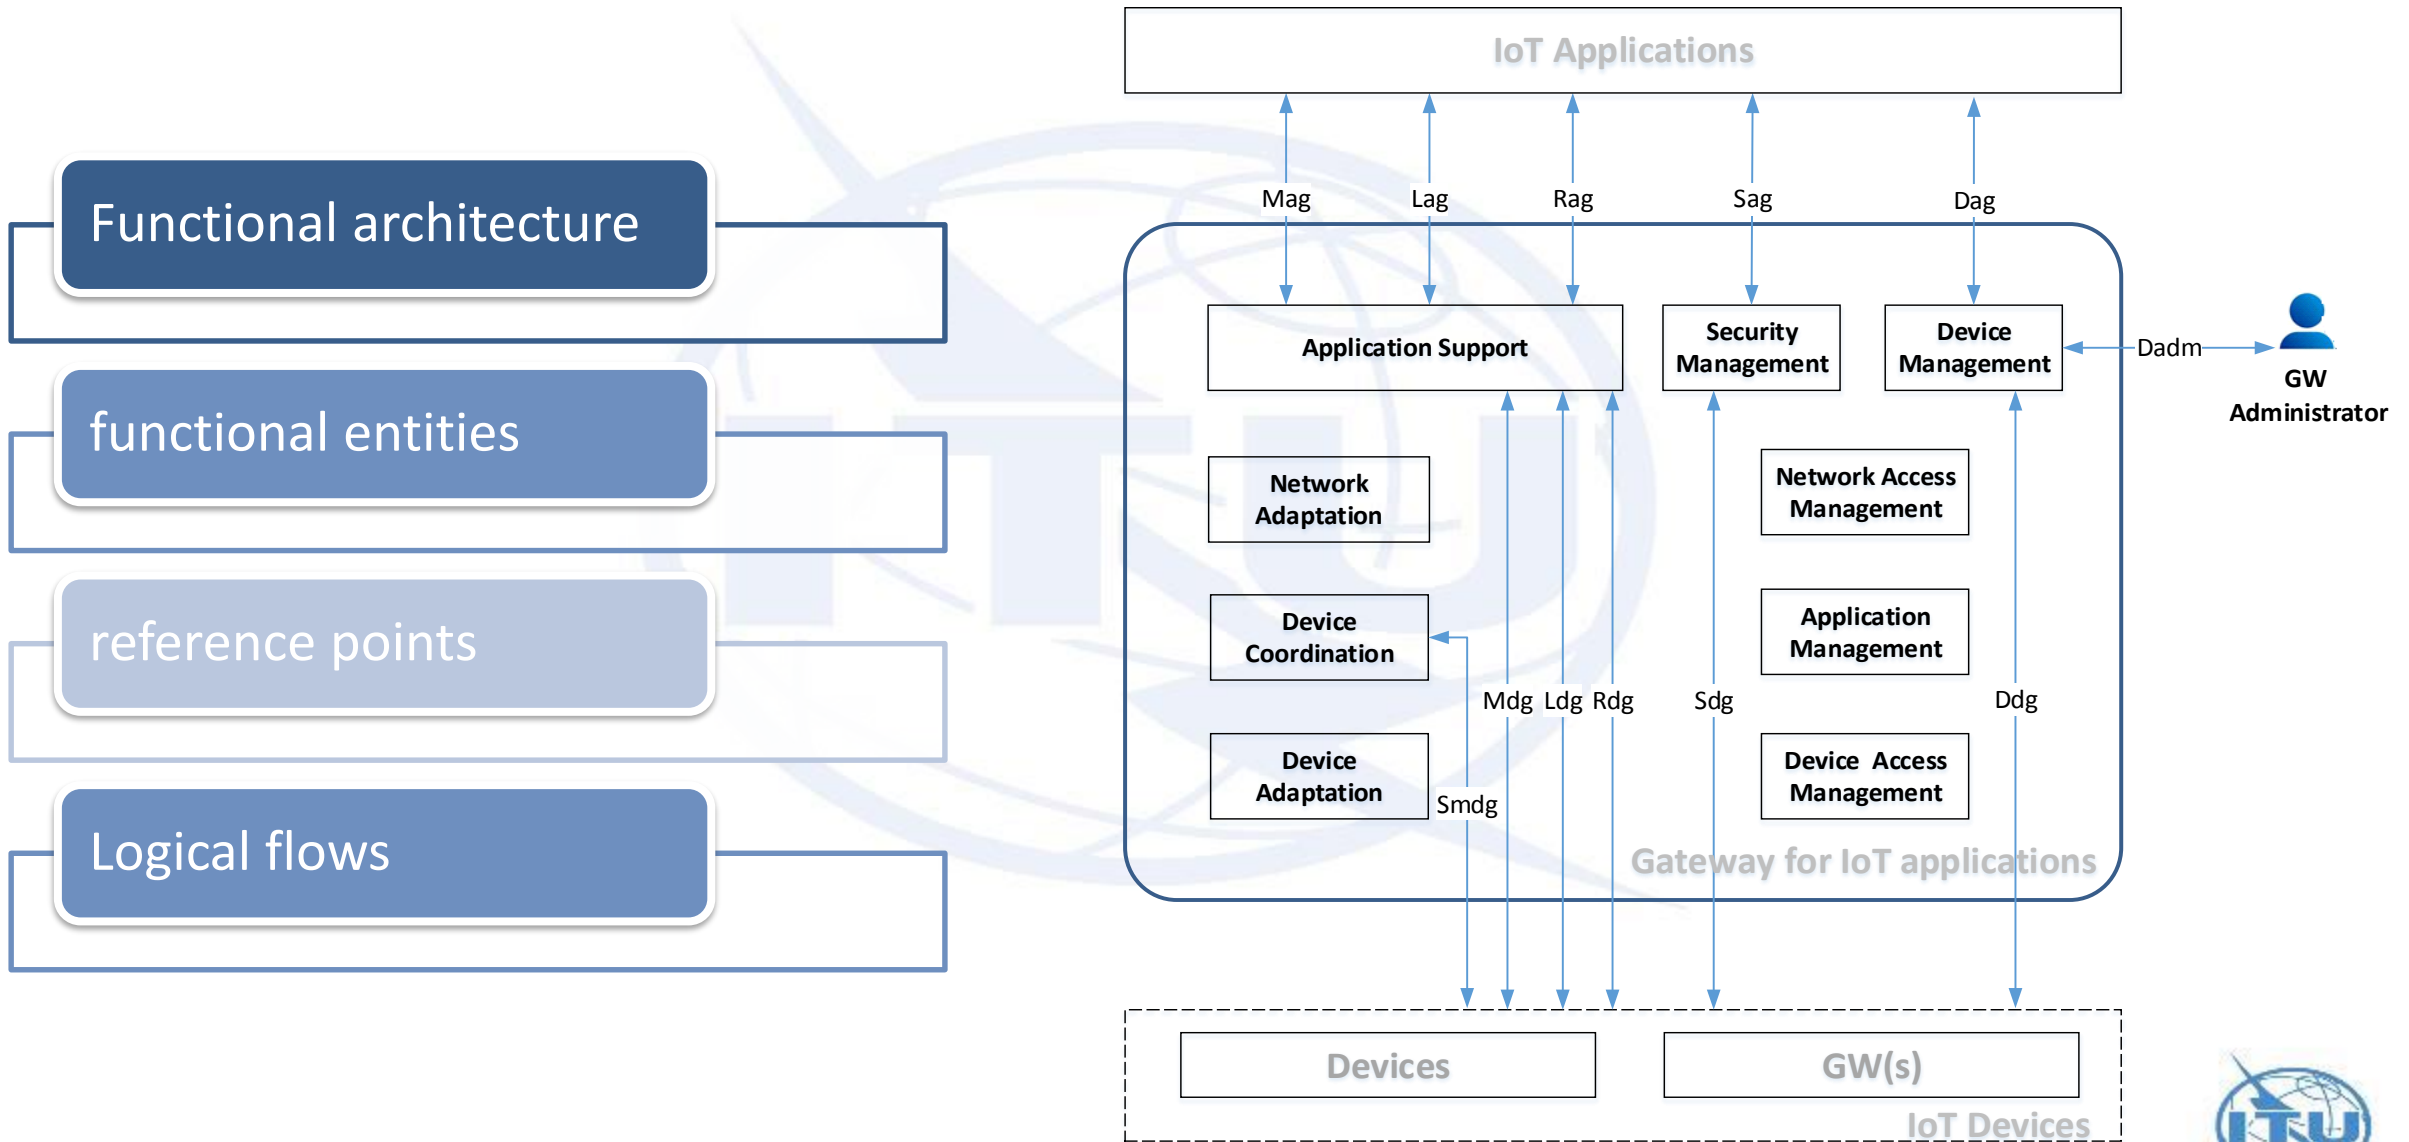 Functional architecture
functional entities
reference points
Logical flows
IoT Applications
Mag
Lag
Rag
Sag
Dag
Application Support
Security
Management
Device
Management
Dadm
GW
Administrator
Network
Adaptation
Network Access
Management
Device
Coordination
Application
Management
Mdg
Ldg
Rdg
Sdg
Ddg
Device
Adaptation
Smdg
Device Access
Management
Gateway for IoT applications
Devices
GW(s)
IoT Devices
ITU
ITU